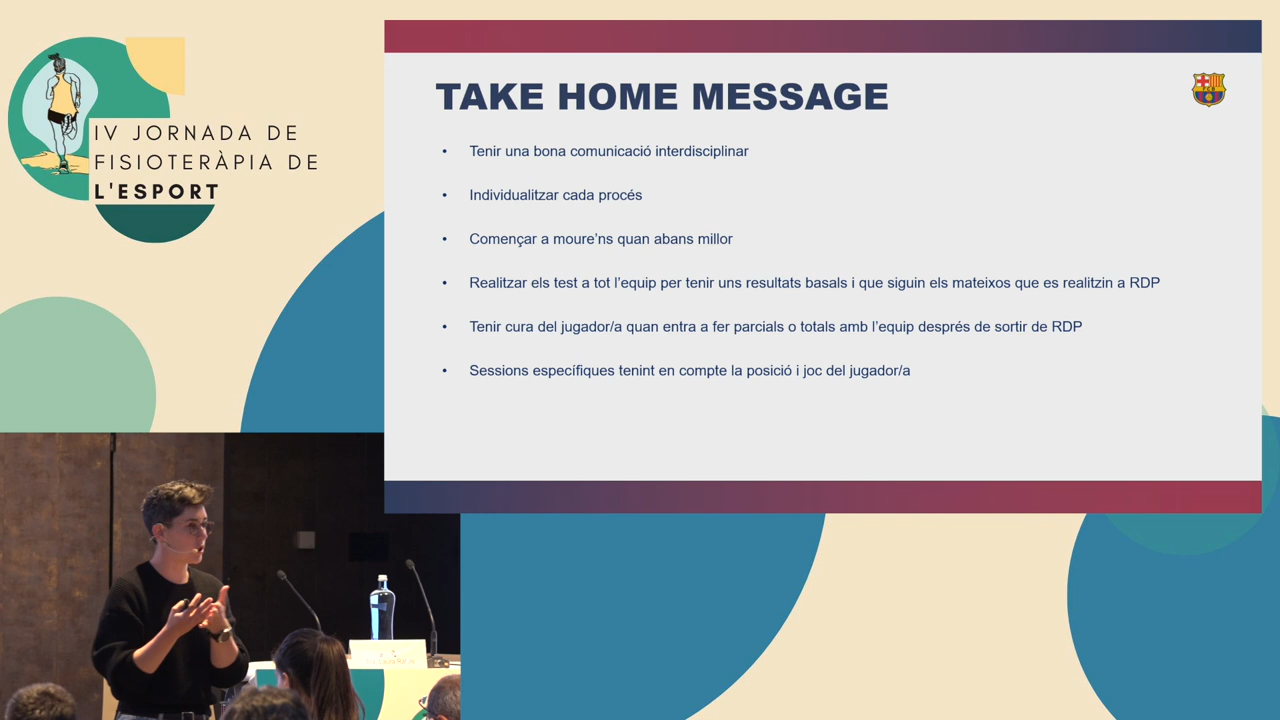 IV JORNADA DE
FISIOTERÀPIA DE
L'ESPORT
TAKE HOME MESSAGE
• Tenir una bona comunicació interdisciplinar
• Individualitzar cada procés
• Començar a moure’ns quan abans millor
• Realitzar els test a tot l’equip per tenir uns resultats basals i que siguin els mateixos que es realitzin a RDP
• Tenir cura del jugador/a quan entra a fer parcials o totals amb l’equip després de sortir de RDP
• Sessions específiques tenint en compte la posició i joc del jugador/a